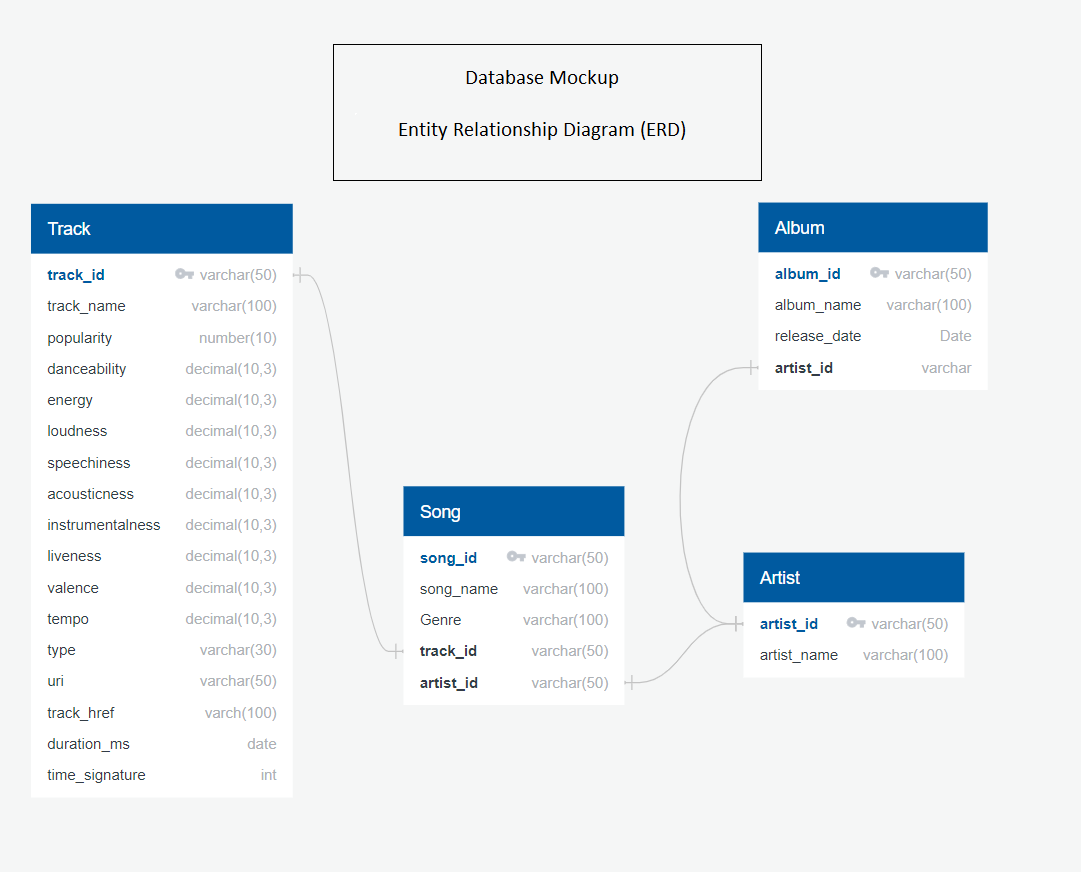 Database Mockup
Entity Relationship Diagram (ERD)
Track
track_id varchar(50)
track_name varchar(100)
popularity number(10)
danceability decimal(10,3)
energy decimal(10,3)
loudness decimal(10,3)
speechiness decimal(10,3)
acousticness decimal(10,3)
instrumentalness decimal(10,3)
liveness decimal(10,3)
valence decimal(10,3)
tempo decimal(10,3)
type varchar(30)
uri varchar(50)
track_href varch(100)
duration_ms date
time_signature int
Song
song_id varchar(50)
song_name varchar(100)
Genre varchar(100)
track_id varchar(50)
artist_id varchar(50)
Album
album_id varchar(50)
album_name varchar(100)
release_date Date
artist_id varchar
Artist
artist_id varchar(50)
artist_name varchar(100)